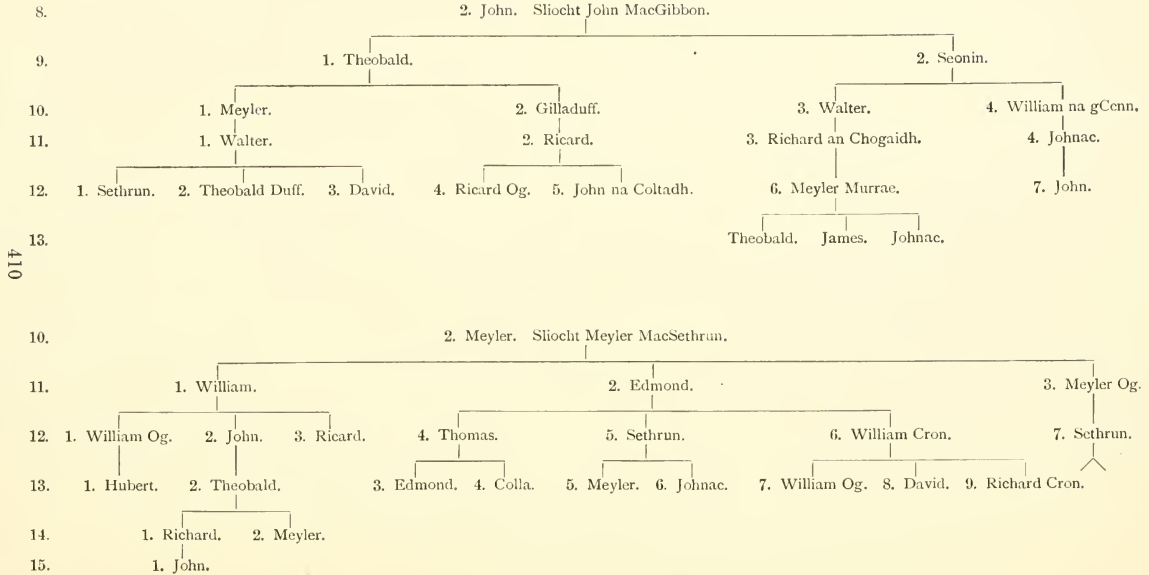 8. 2. John. Sliocht John MacGibbon.
9. 1. Theobald. 2. Seonin.
10. 1. Meyler. 2. Gilladuff. 3. Walter. 4. William na gCenn.
11. 1. Walter. 2. Ricard. 3. Richard an Chogaidh. 4. Johnac.
12. 1. Sethrun. 2. Theobald Duff. 3. David. 4. Ricard Og. 5. John na Coltadh. 6. Meyler Murrae. 7. John.
13. Theobald. James. Johnac.
410
10. 2. Meyler. Sliocht Meyler MacSethrun.
11. 1. William. 2. Edmond. 3. Meyler Og.
12. 1. William Og. 2. John. 3. Ricard. 4. Thomas. 5. Sethrun. 6. William Cron. 7. Sethrun.
13. 1. Hubert. 2. Theobald. 3. Edmond. 4. Colla. 5. Meyler. 6. Johnac. 7. William Og. 8. David. 9. Richard Cron.
14. 1. Richard. 2. Meyler.
15. 1. John.